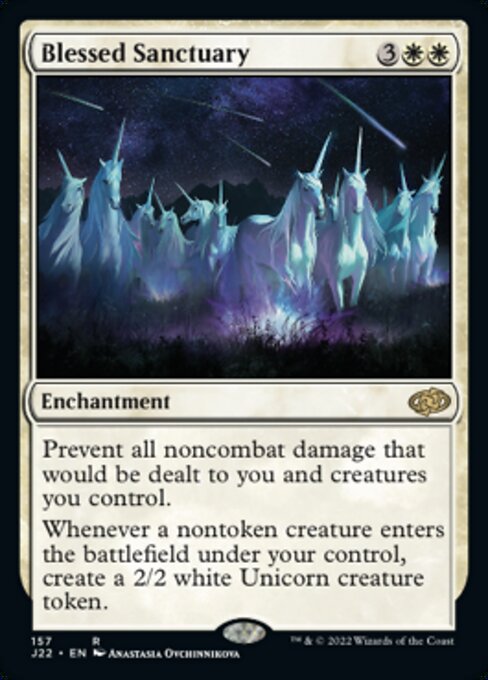 Blessed Sanctuary 3
Enchantment
Prevent all noncombat damage that
would be dealt to you and creatures
you control.
Whenever a nontoken creature enters
the battlefield under your control,
create a 2/2 white Unicorn creature
token.
157 R
J22 • EN Anastasia Ovchinnikova
™ & © 2022 Wizards of the Coast